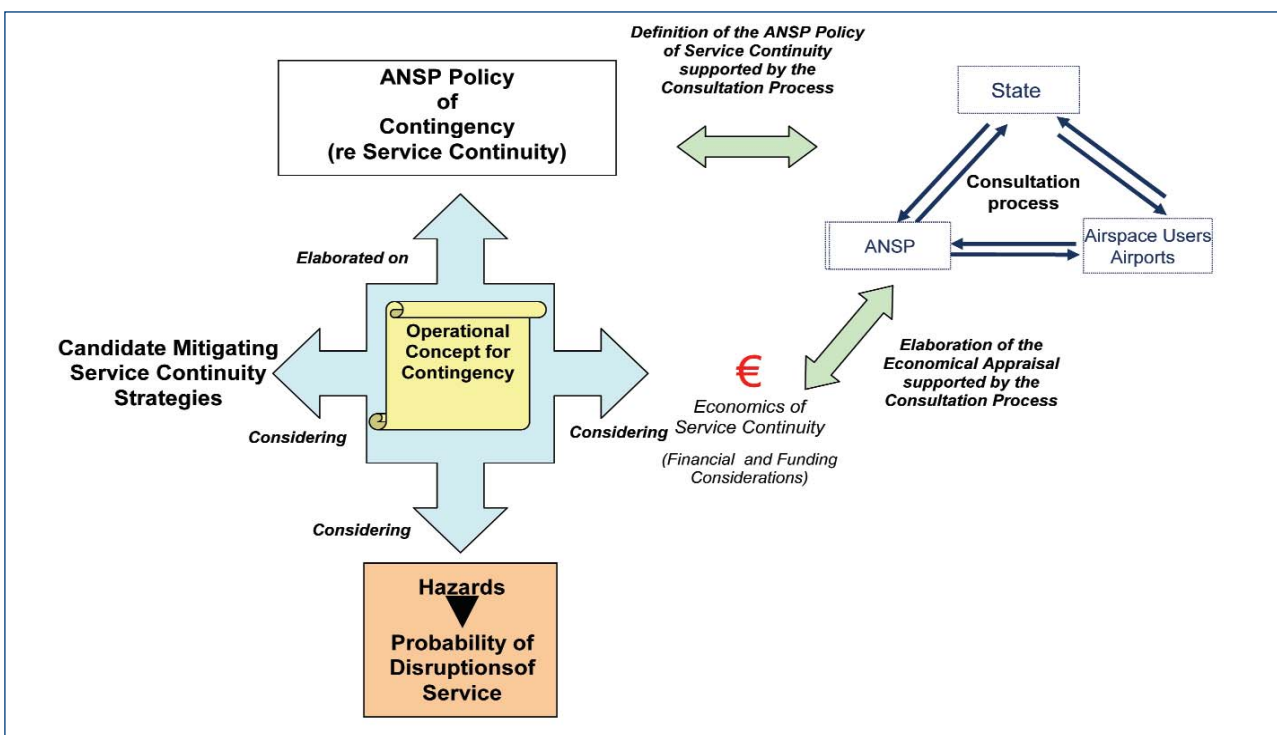 ANSP Policy
of
Contingency
(re Service Continuity)
Definition of the ANSP Policy
of Service Continuity
supported by the
Consultation Process
State
Consultation
process
ANSP
Airspace Users
Airports
Elaborated on
Operational
Concept for
Contingency
Candidate Mitigating
Service Continuity
Strategies
Considering
Considering
€
Economics of
Service Continuity
(Financial and Funding
Considerations)
Elaboration of the
Economical Appraisal
supported by the
Consultation Process
Considering
Hazards
Probability of
Disruptionsof
Service